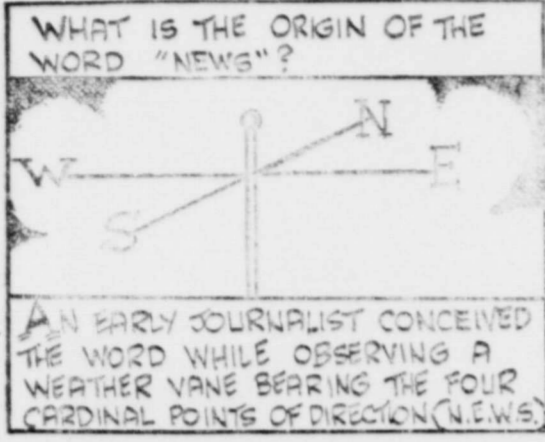 WHAT IS THE ORIGIN OF THE
WORD "NEWS"?
N
W E
S
AN EARLY JOURNALIST CONCEIVED
THE WORD WHILE OBSERVING A
WEATHER VANE BEARING THE FOUR
CARDINAL POINTS OF DIRECTION (N.E.W.S.)